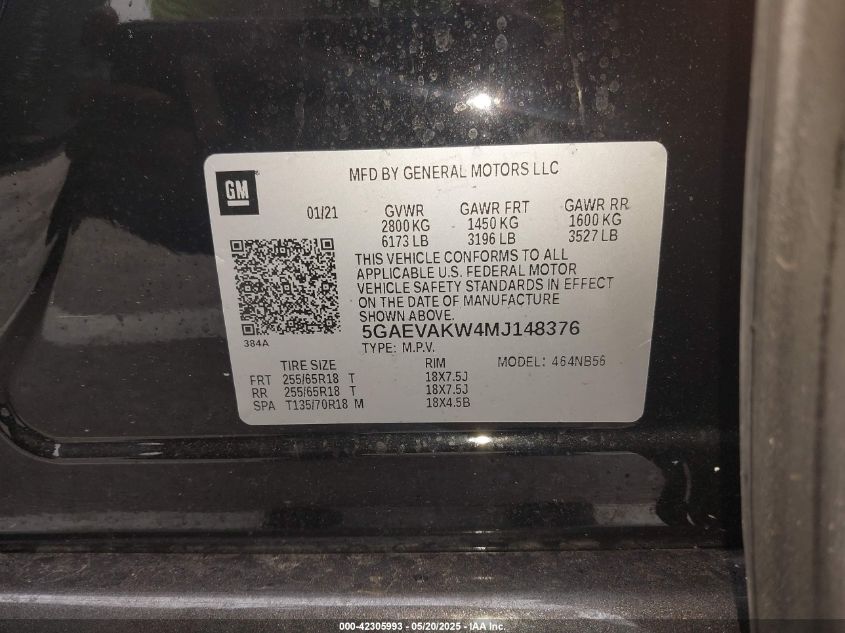 GM
MFD BY GENERAL MOTORS LLC
01/21 GVWR GAWR FRT GAWR RR
2800 KG 1450 KG 1600 KG
6173 LB 3196 LB 3527 LB
THIS VEHICLE CONFORMS TO ALL
APPLICABLE U.S. FEDERAL MOTOR
VEHICLE SAFETY STANDARDS IN EFFECT
ON THE DATE OF MANUFACTURE
SHOWN ABOVE.
5GAEVAKW4MJ148376
384A
TYPE: M.P.V. MODEL: 464NB56
TIRE SIZE RIM
FRT 255/65R18 T 18X7.5J
RR 255/65R18 T 18X7.5J
SPA T135/70R18 M 18X4.5B
000-42305993 — 05/20/2025 — IAA Inc.